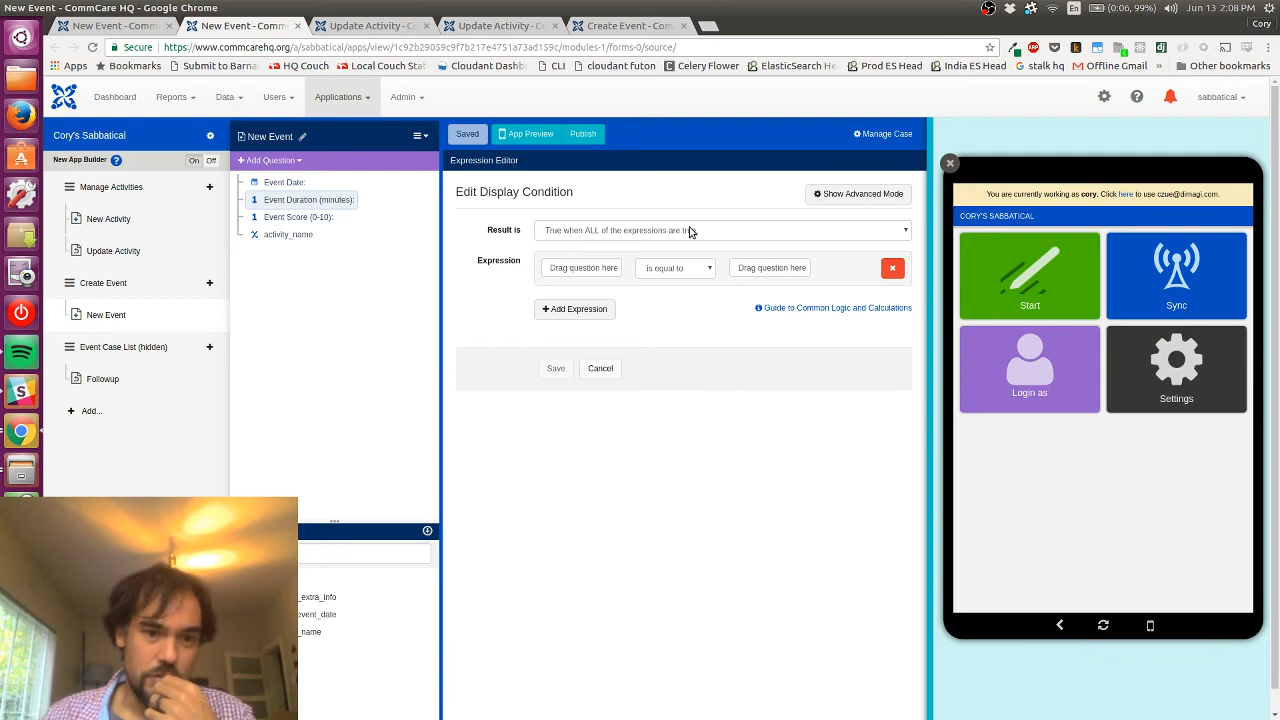 New Event - CommCare HQ - Google Chrome
En
(0:06, 99%)
Jun 13 2:08 PM
New Event - Comm
New Event - CommC
Update Activity - Co
Update Activity - Co
Create Event - Comm
Cory
Secure
https://www.commcarehq.org/a/sabbatical/apps/view/1c92b29059c9f7b217e4751a73ad159c/modules-1/forms-0/source/
Apps
Bookmarks
Submit to Barna
HQ Couch
Local Couch Stat
Cloudant Dashb
CLI
cloudant futon
Celery Flower
ElasticSearch
Prod ES Head
India ES Head
stalk hq
Offline Gmail
Other bookmarks
Dashboard
Reports
Data
Users
Applications
Admin
sabbatical
Cory's Sabbatical
New App Builder
On
Off
Manage Activities
New Activity
Update Activity
Create Event
New Event
Event Case List (hidden)
Followup
Add...
New Event
Add Question
Event Date:
1 Event Duration (minutes):
1 Event Score (0-10):
activity_name
_extra_info
event_date
_name
Saved
App Preview
Publish
Manage Case
Expression Editor
Edit Display Condition
Show Advanced Mode
Result is
True when ALL of the expressions are tr
Expression
Drag question here
is equal to
Drag question here
Add Expression
Guide to Common Logic and Calculations
Save
Cancel
You are currently working as cory. Click here to use czue@dimagi.com.
CORY'S SABBATICAL
Start
Sync
Login as
Settings